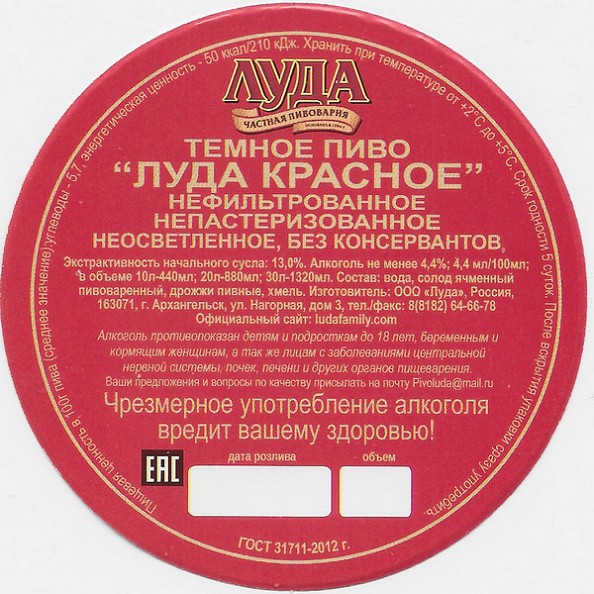 ЛУДА
ЧАСТНАЯ ПИВОВАРНЯ
ТЕМНОЕ ПИВО
“ЛУДА КРАСНОЕ”
НЕФИЛЬТРОВАННОЕ
НЕПАСТЕРИЗОВАННОЕ
НЕОСВЕТЛЕННОЕ, БЕЗ КОНСЕРВАНТОВ,
Экстрактивность начального сусла: 13,0%. Алкоголь не менее 4,4%; 4,4 мл/100мл;
в объеме 10л-440мл; 20л-880мл; 30л-1320мл. Состав: вода, солод ячменный
пивоваренный, дрожжи пивные, хмель. Изготовитель: ООО «Луда», Россия,
163071, г. Архангельск, ул. Нагорная, дом 3, тел./факс: 8(8182) 64-66-78
Официальный сайт: ludafamily.com
Алкоголь противопоказан детям и подросткам до 18 лет, беременным и
кормящим женщинам, а так же лицам с заболеваниями центральной
нервной системы, почек, печени и других органов пищеварения.
Ваши предложения и вопросы по качеству присылать на почту Pivoluda@mail.ru
Чрезмерное употребление алкоголя
вредит вашему здоровью!
EAC
дата розлива
объем
ГОСТ 31711-2012 г.
Пищевая ценность в 100г пива (среднее значение):углеводы - 5,7, энергетическая ценность - 50 ккал/210 кДж. Хранить при температуре от +2°С до +5°С. Срок годности 5 суток. После вскрытия упаковки сразу употребить.